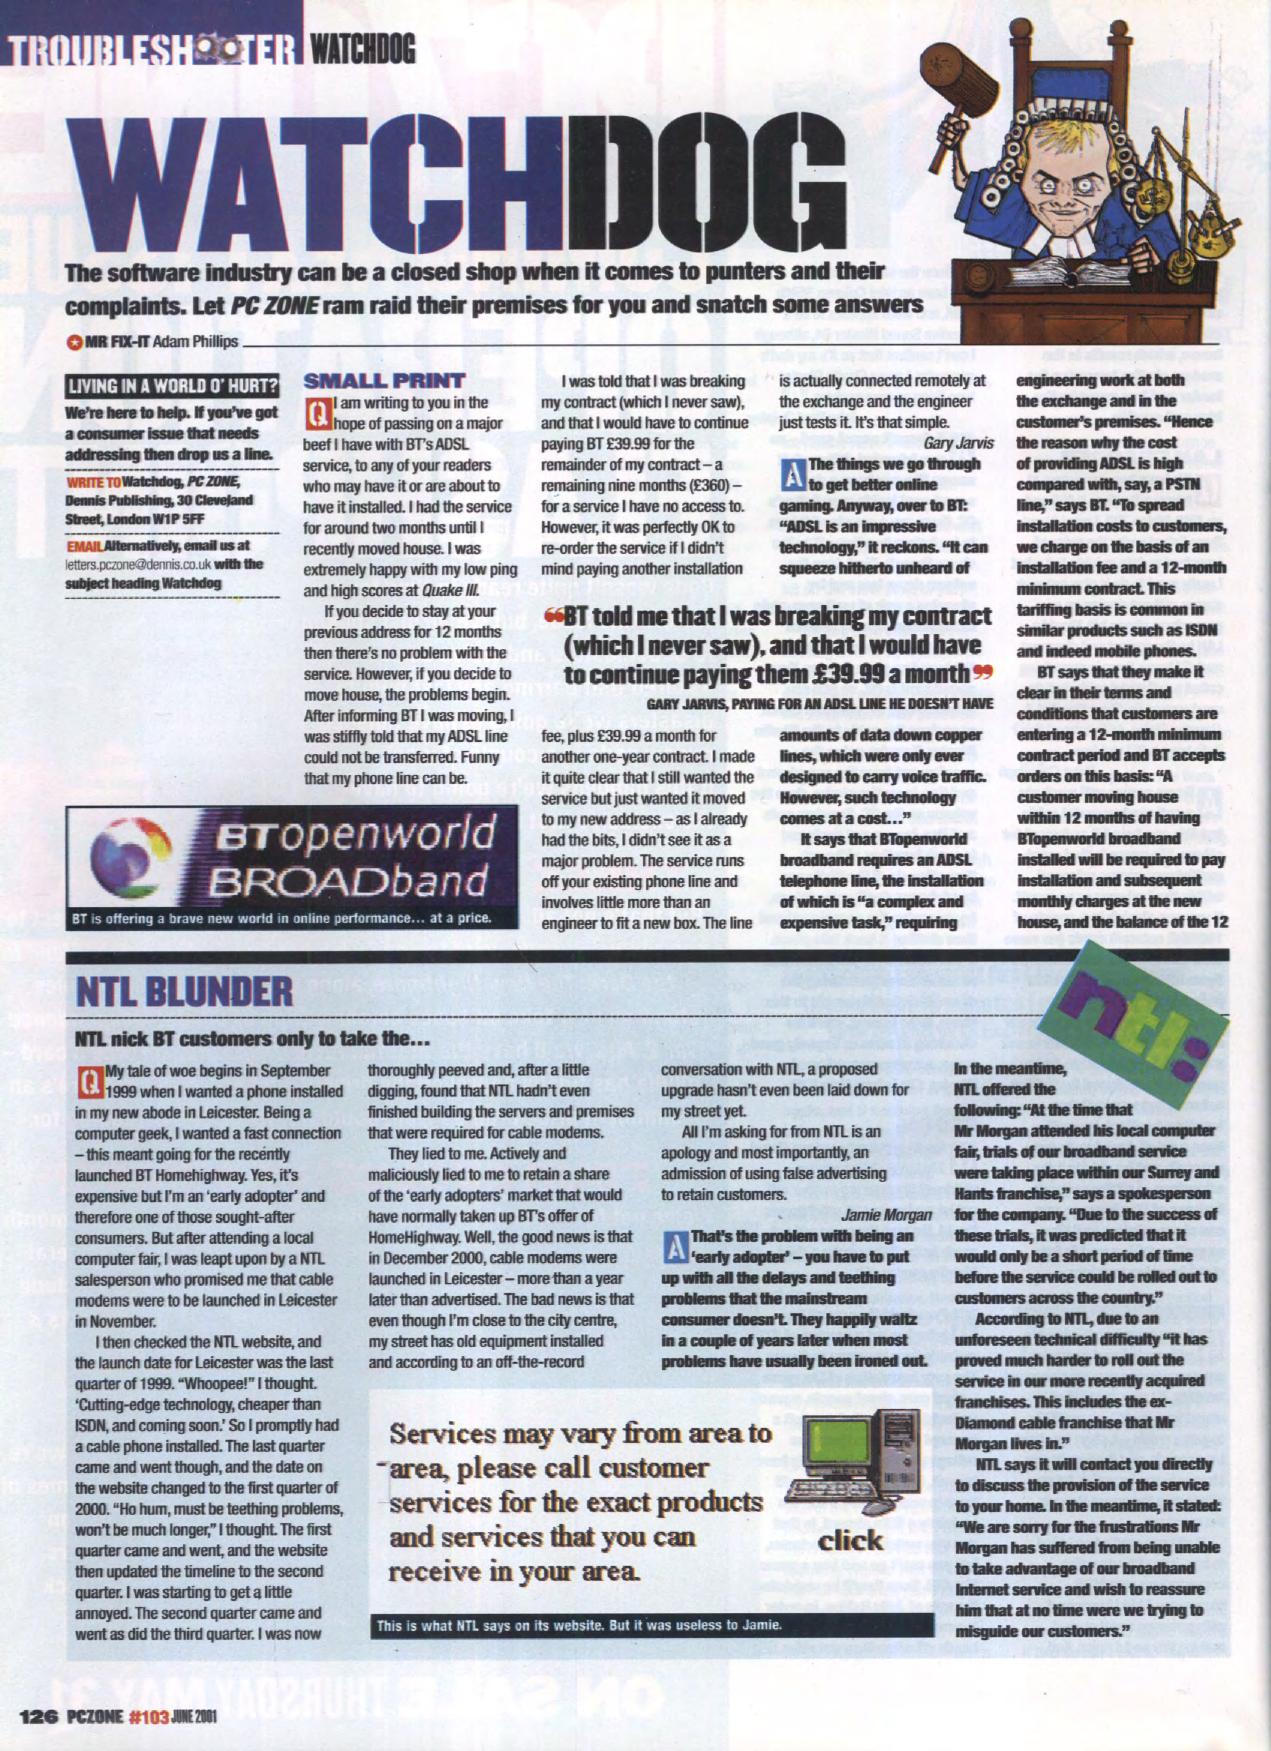 TROUBLESHOOTER WATCHDOG
WATCHDOG
The software industry can be a closed shop when it comes to punters and their
complaints. Let PC ZONE ram raid their premises for you and snatch some answers
MR FIX-IT Adam Phillips
LIVING IN A WORLD O' HURT?
We're here to help. If you've got
a consumer issue that needs
addressing then drop us a line.
WRITE TO Watchdog, PC ZONE,
Dennis Publishing, 30 Cleveland
Street, London W1P 5FF
EMAIL Alternatively, email us at
letters.pczone@dennis.co.uk with the
subject heading Watchdog
SMALL PRINT
Q I am writing to you in the
hope of passing on a major
beef I have with BT's ADSL
service, to any of your readers
who may have it or are about to
have it installed. I had the service
for around two months until I
recently moved house. I was
extremely happy with my low ping
and high scores at Quake III.
If you decide to stay at your
previous address for 12 months
then there's no problem with the
service. However, if you decide to
move house, the problems begin.
After informing BT I was moving, I
was stiffly told that my ADSL line
could not be transferred. Funny
that my phone line can be.
BTopenworld
BROADband
BT is offering a brave new world in online performance... at a price.
I was told that I was breaking
my contract (which I never saw),
and that I would have to continue
paying BT £39.99 for the
remainder of my contract – a
remaining nine months (£360) –
for a service I have no access to.
However, it was perfectly OK to
re-order the service if I didn't
mind paying another installation
“BT told me that I was breaking my contract
(which I never saw), and that I would have
to continue paying them £39.99 a month”
GARY JARVIS, PAYING FOR AN ADSL LINE HE DOESN'T HAVE
fee, plus £39.99 a month for
another one-year contract. I made
it quite clear that I still wanted the
service but just wanted it moved
to my new address – as I already
had the bits, I didn't see it as a
major problem. The service runs
off your existing phone line and
involves little more than an
engineer to fit a new box. The line
is actually connected remotely at
the exchange and the engineer
just tests it. It's that simple.
Gary Jarvis
A The things we go through
to get better online
gaming. Anyway, over to BT:
“ADSL is an impressive
technology,” it reckons. “It can
squeeze hitherto unheard of
amounts of data down copper
lines, which were only ever
designed to carry voice traffic.
However, such technology
comes at a cost...”
It says that BTopenworld
broadband requires an ADSL
telephone line, the installation
of which is “a complex and
expensive task,” requiring
engineering work at both
the exchange and in the
customer's premises. “Hence
the reason why the cost
of providing ADSL is high
compared with, say, a PSTN
line,” says BT. “To spread
installation costs to customers,
we charge on the basis of an
installation fee and a 12-month
minimum contract. This
tariffing basis is common in
similar products such as ISDN
and indeed mobile phones.
BT says that they make it
clear in their terms and
conditions that customers are
entering a 12-month minimum
contract period and BT accepts
orders on this basis: “A
customer moving house
within 12 months of having
BTopenworld broadband
installed will be required to pay
installation and subsequent
monthly charges at the new
house, and the balance of the 12
NTL BLUNDER
ntl:
NTL nick BT customers only to take the...
Q My tale of woe begins in September
1999 when I wanted a phone installed
in my new abode in Leicester. Being a
computer geek, I wanted a fast connection
– this meant going for the recently
launched BT Homehighway. Yes, it's
expensive but I'm an ‘early adopter’ and
therefore one of those sought-after
consumers. But after attending a local
computer fair, I was leapt upon by a NTL
salesperson who promised me that cable
modems were to be launched in Leicester
in November.
I then checked the NTL website, and
the launch date for Leicester was the last
quarter of 1999. “Whoopee!” I thought.
‘Cutting-edge technology, cheaper than
ISDN, and coming soon.’ So I promptly had
a cable phone installed. The last quarter
came and went though, and the date on
the website changed to the first quarter of
2000. “Ho hum, must be teething problems,
won't be much longer,” I thought. The first
quarter came and went, and the website
then updated the timeline to the second
quarter. I was starting to get a little
annoyed. The second quarter came and
went as did the third quarter. I was now
thoroughly peeved and, after a little
digging, found that NTL hadn't even
finished building the servers and premises
that were required for cable modems.
They lied to me. Actively and
maliciously lied to me to retain a share
of the ‘early adopters’ market that would
have normally taken up BT's offer of
HomeHighway. Well, the good news is that
in December 2000, cable modems were
launched in Leicester – more than a year
later than advertised. The bad news is that
even though I'm close to the city centre,
my street has old equipment installed
and according to an off-the-record
conversation with NTL, a proposed
upgrade hasn't even been laid down for
my street yet.
All I'm asking for from NTL is an
apology and most importantly, an
admission of using false advertising
to retain customers.
Jamie Morgan
A That's the problem with being an
‘early adopter’ – you have to put
up with all the delays and teething
problems that the mainstream
consumer doesn't. They happily waltz
in a couple of years later when most
problems have usually been ironed out.
Services may vary from area to
area, please call customer
services for the exact products
and services that you can
receive in your area.
click
This is what NTL says on its website. But it was useless to Jamie.
In the meantime,
NTL offered the
following: “At the time that
Mr Morgan attended his local computer
fair, trials of our broadband service
were taking place within our Surrey and
Hants franchise,” says a spokesperson
for the company. “Due to the success of
these trials, it was predicted that it
would only be a short period of time
before the service could be rolled out to
customers across the country.”
According to NTL, due to an
unforeseen technical difficulty “it has
proved much harder to roll out the
service in our more recently acquired
franchises. This includes the ex-
Diamond cable franchise that Mr
Morgan lives in.”
NTL says it will contact you directly
to discuss the provision of the service
to your home. In the meantime, it stated:
“We are sorry for the frustrations Mr
Morgan has suffered from being unable
to take advantage of our broadband
Internet service and wish to reassure
him that at no time were we trying to
misguide our customers.”
126 PCZONE #103 JUNE 2001